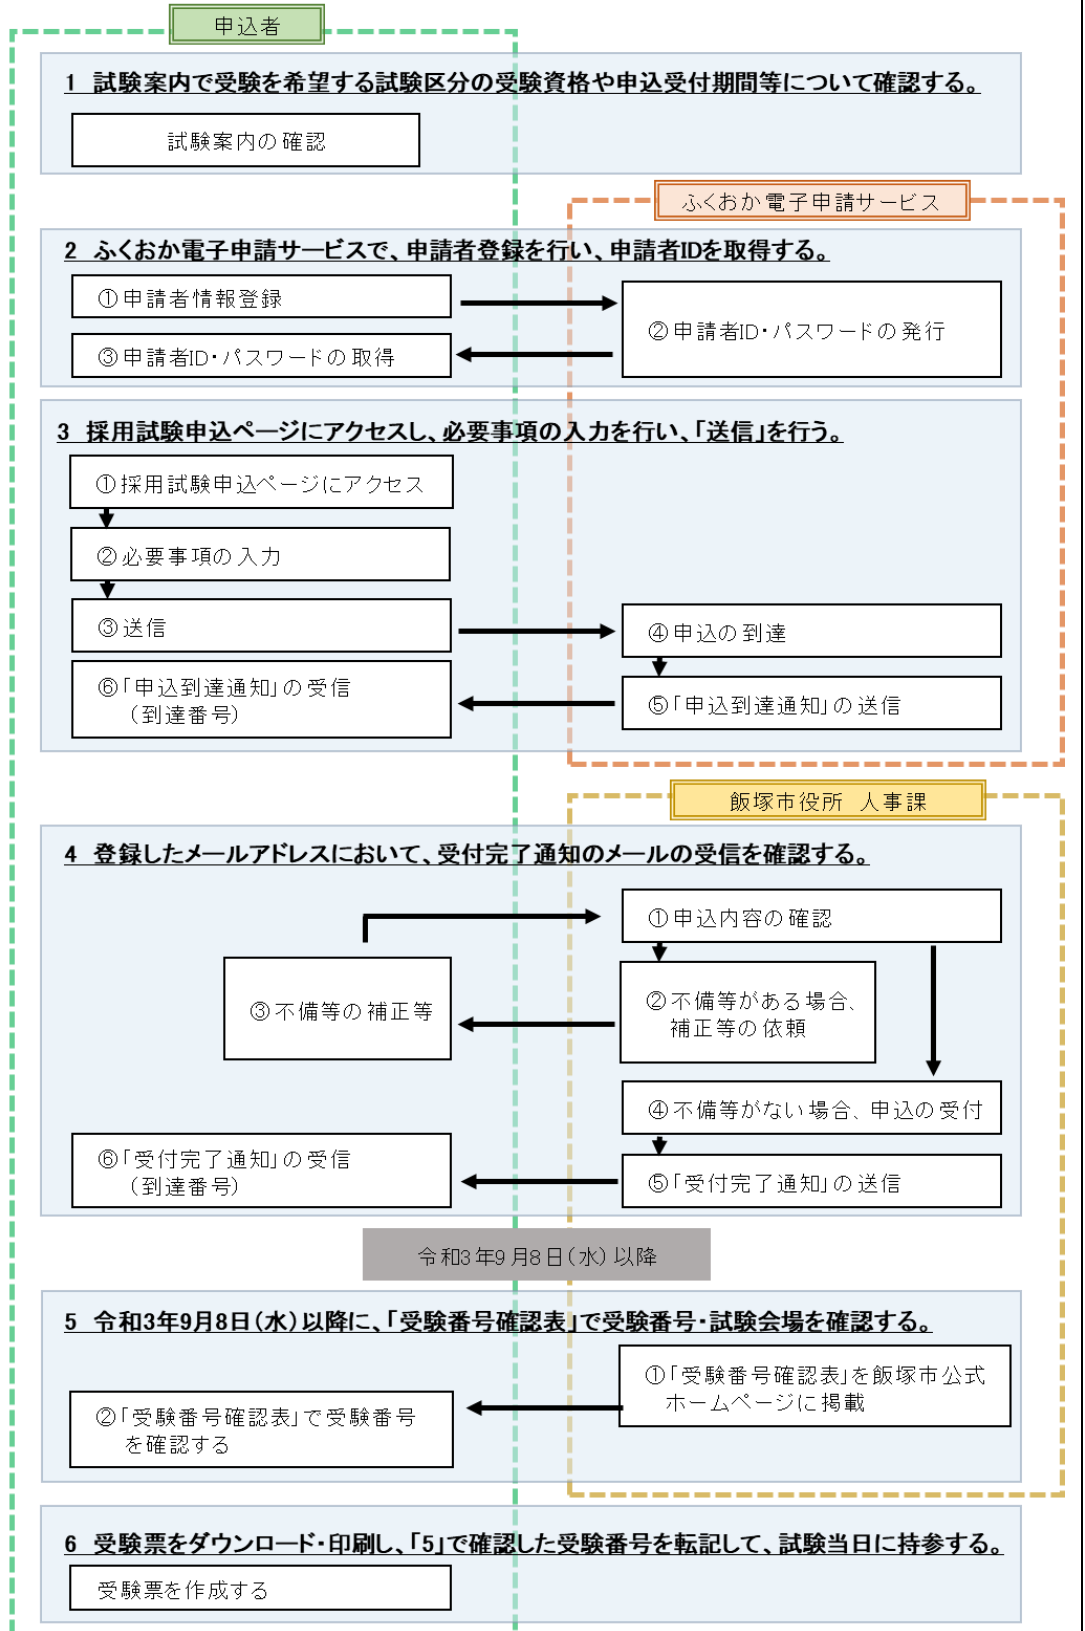 申込者
1 試験案内で受験を希望する試験区分の受験資格や申込受付期間等について確認する。
試験案内の確認
ふくおか電子申請サービス
2 ふくおか電子申請サービスで、申請者登録を行い、申請者IDを取得する。
①申請者情報登録
②申請者ID・パスワードの発行
③申請者ID・パスワードの取得
3 採用試験申込ページにアクセスし、必要事項の入力を行い、「送信」を行う。
①採用試験申込ページにアクセス
②必要事項の入力
③送信
④申込の到達
⑥「申込到達通知」の受信
（到達番号）
⑤「申込到達通知」の送信
飯塚市役所 人事課
4 登録したメールアドレスにおいて、受付完了通知のメールの受信を確認する。
①申込内容の確認
③不備等の補正等
②不備等がある場合、
補正等の依頼
④不備等がない場合、申込の受付
⑥「受付完了通知」の受信
（到達番号）
⑤「受付完了通知」の送信
令和3年9月8日（水）以降
5 令和3年9月8日（水）以降に、「受験番号確認表」で受験番号・試験会場を確認する。
①「受験番号確認表」を飯塚市公式
ホームページに掲載
②「受験番号確認表」で受験番号
を確認する
6 受験票をダウンロード・印刷し、「5」で確認した受験番号を転記して、試験当日に持参する。
受験票を作成する